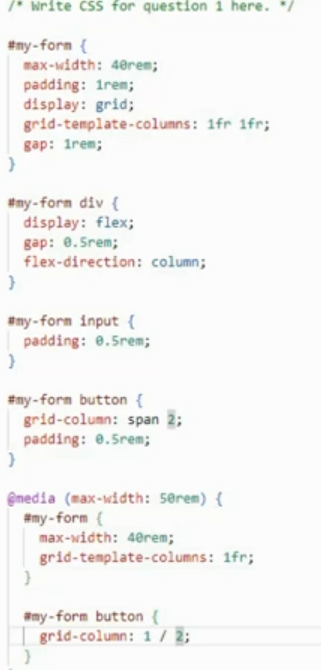 /* Write CSS for question 1 here. */
#my-form {
max-width: 40rem;
padding: 1rem;
display: grid;
grid-template-columns: 1fr 1fr;
gap: 1rem;
}
#my-form div {
display: flex;
gap: 0.5rem;
flex-direction: column;
}
#my-form input {
padding: 0.5rem;
}
#my-form button {
grid-column: span 2;
padding: 0.5rem;
}
@media (max-width: 50rem) {
#my-form {
max-width: 40rem;
grid-template-columns: 1fr;
}
#my-form button {
grid-column: 1 / 2;
}